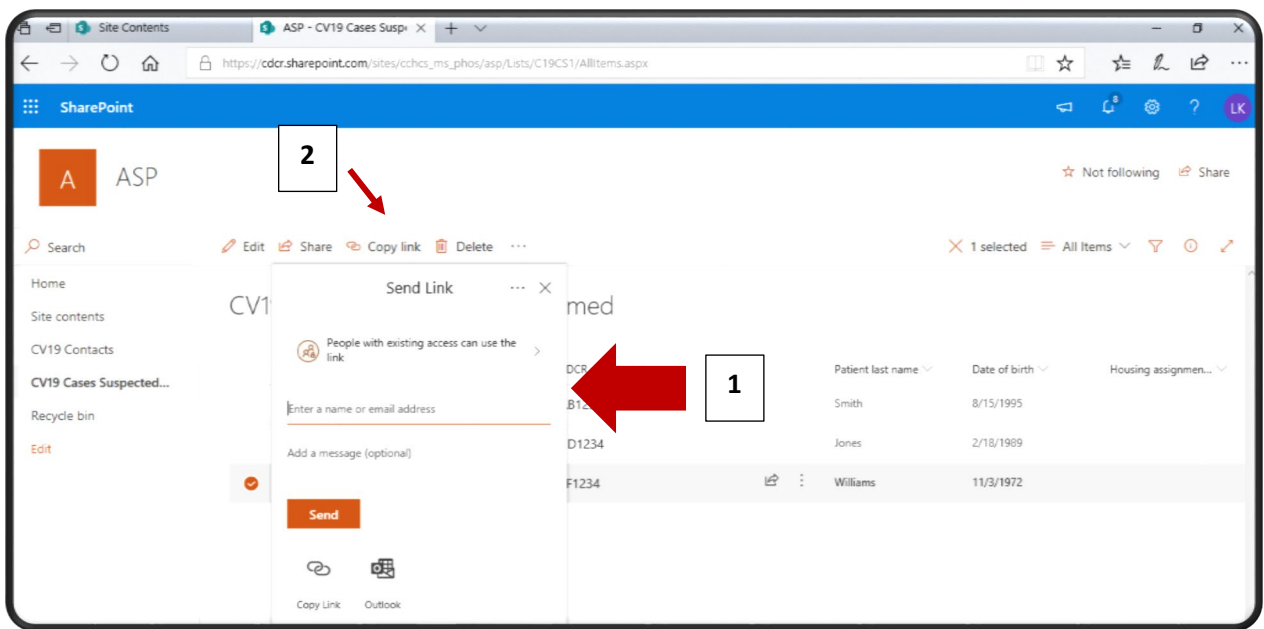 Site Contents
ASP - CV19 Cases Susp
https://cdcr.sharepoint.com/sites/cchcs_ms_phos/asp/Lists/C19CS1/AllItems.aspx
SharePoint
8
LK
2
A
ASP
Not following
Share
Search
Edit
Share
Copy link
Delete
1 selected
All Items
Home
Site contents
CV19 Contacts
CV19 Cases Suspected...
Recycle bin
Edit
CV1
med
Send Link
People with existing access can use the
link
Enter a name or email address
Add a message (optional)
Send
Copy Link
Outlook
1
DCR
Patient last name
Date of birth
Housing assignmen...
B12
Smith
8/15/1995
D1234
Jones
2/18/1989
F1234
Williams
11/3/1972